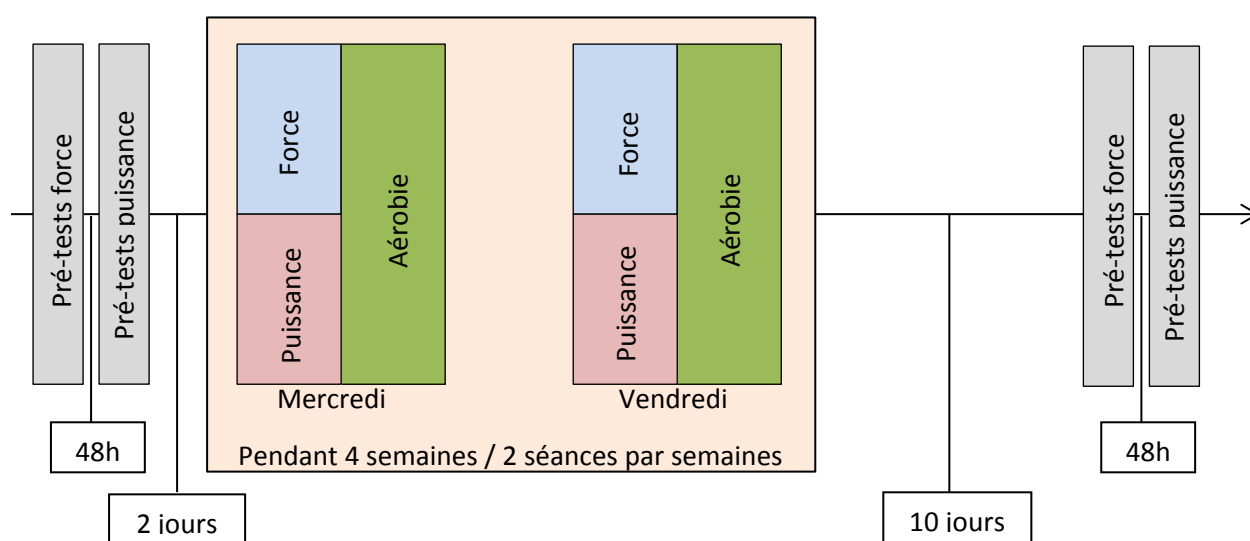 Pré-tests force
Pré-tests puissance
Force
Puissance
Aérobie
Mercredi
Force
Puissance
Aérobie
Vendredi
Pendant 4 semaines / 2 séances par semaines
Pré-tests force
Pré-tests puissance
48h
2 jours
10 jours
48h